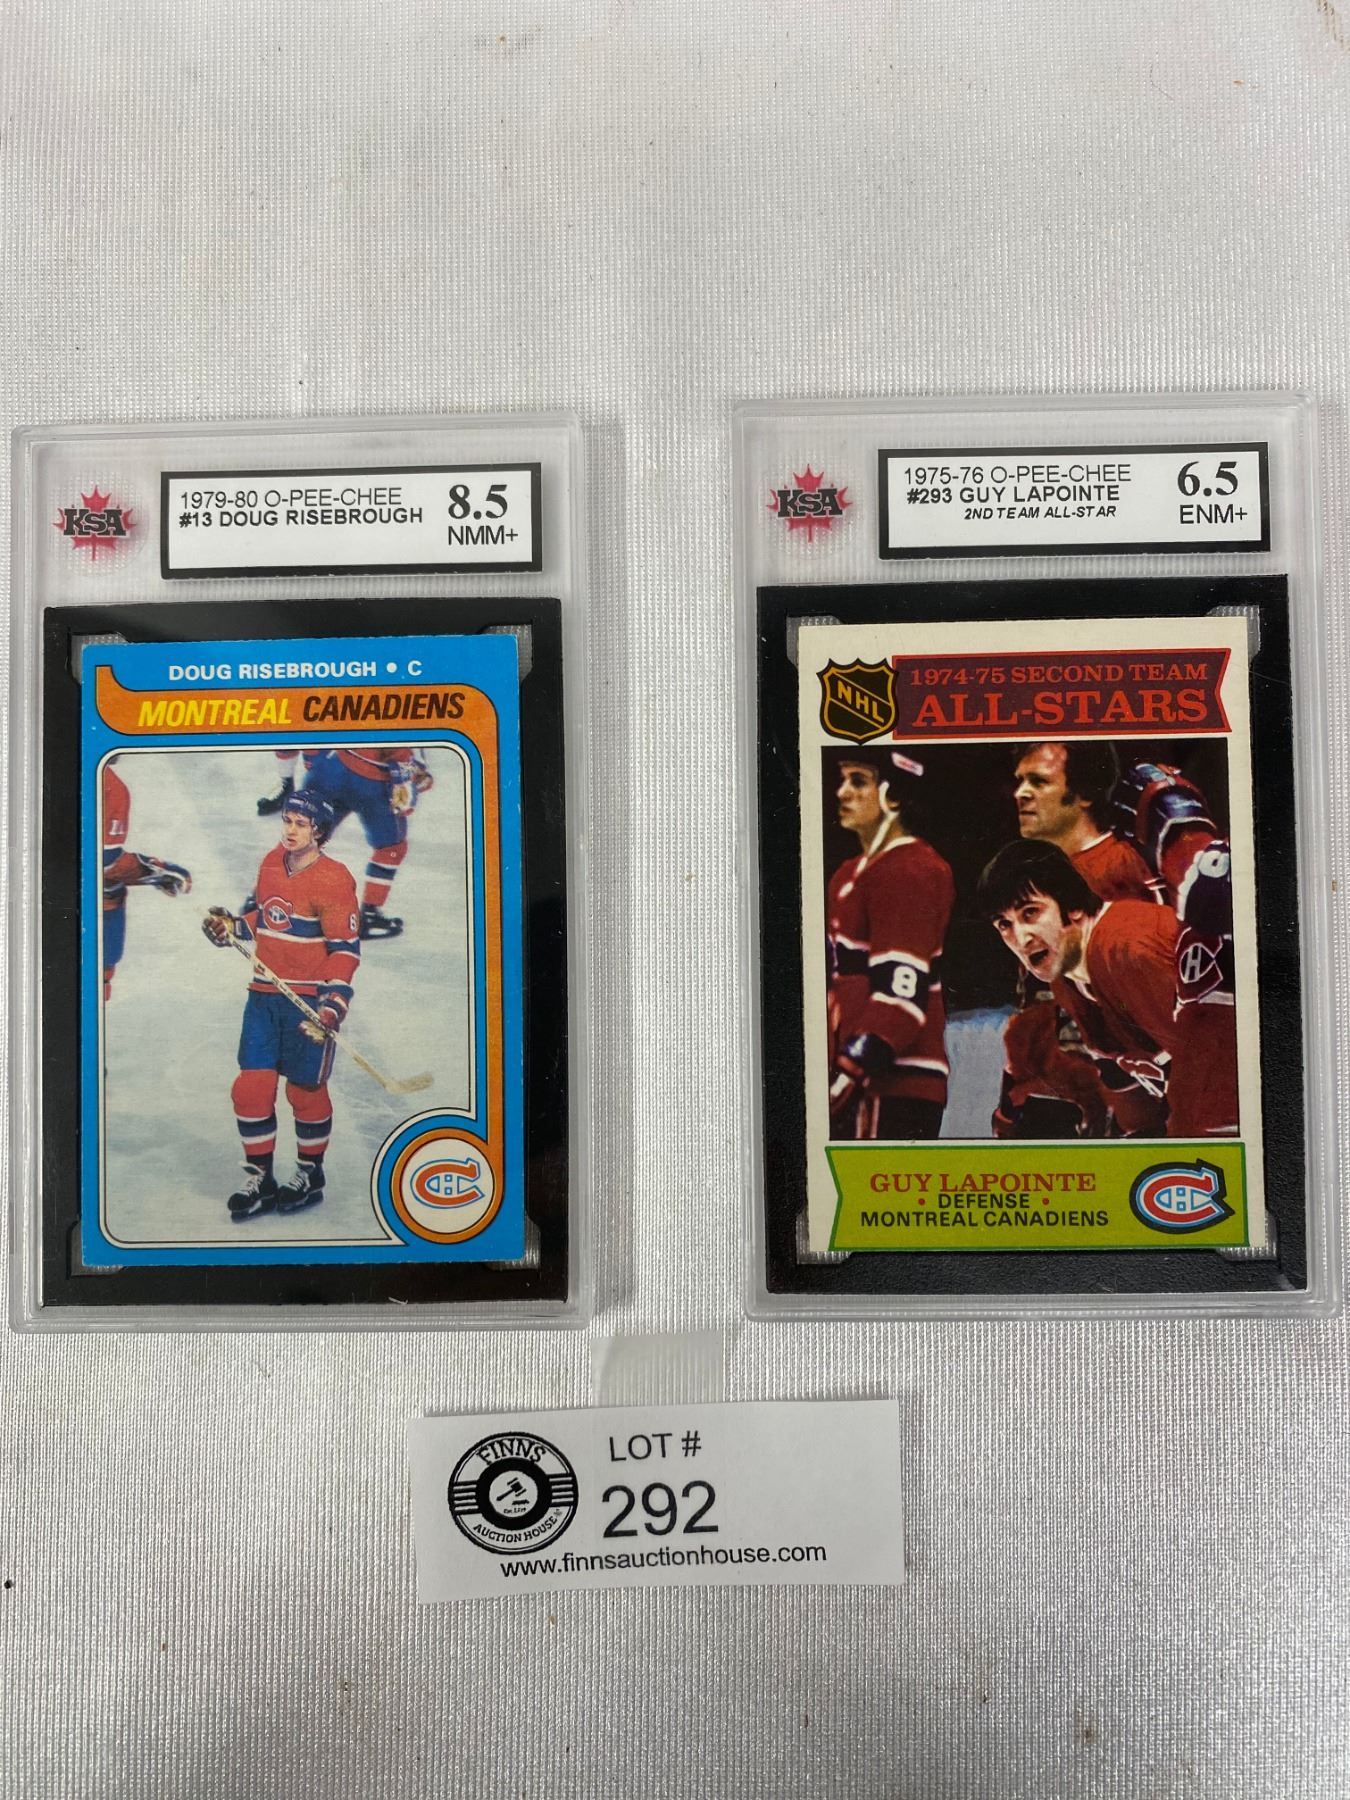 KSA
1979-80 O-PEE-CHEE
#13 DOUG RISEBROUGH
8.5
NMM+
DOUG RISEBROUGH • C
MONTREAL CANADIENS
8
KSA
1975-76 O-PEE-CHEE
#293 GUY LAPOINTE
2ND TEAM ALL-STAR
6.5
ENM+
NHL
1974-75 SECOND TEAM
ALL-STARS
8
GUY LAPOINTE
• DEFENSE •
MONTREAL CANADIENS
FINNS
AUCTION HOUSE
LOT #
292
www.finnsauctionhouse.com